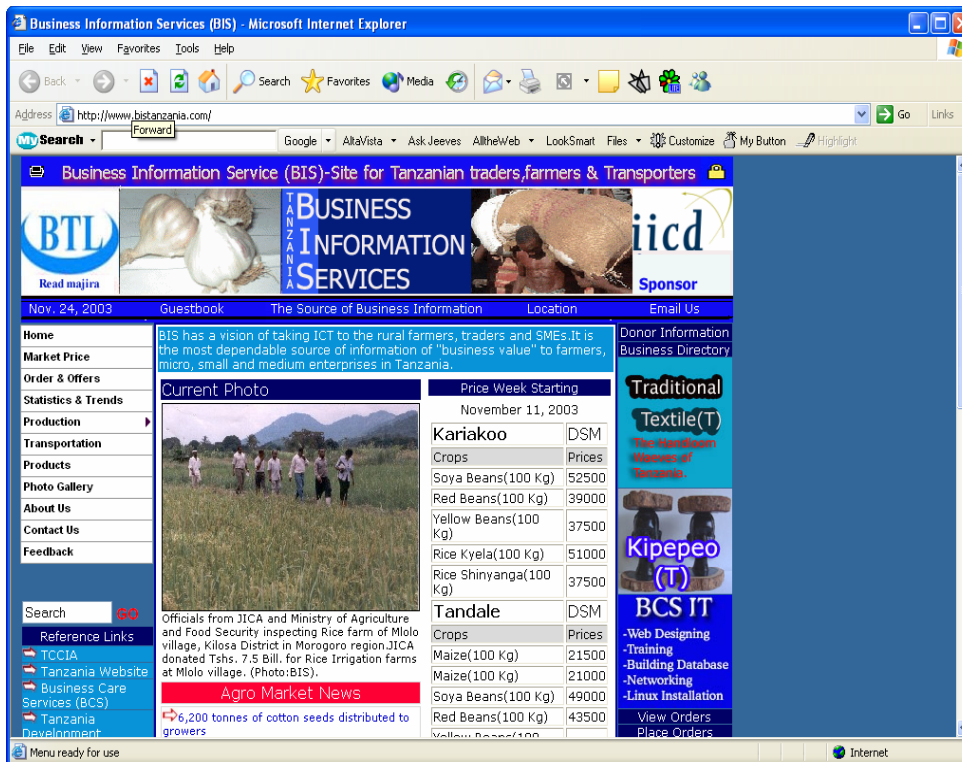 Business Information Services (BIS) - Microsoft Internet Explorer
File Edit View Favorites Tools Help
Back Search Favorites Media
Address http://www.bistanzania.com/ Go Links
Forward
My Search Google AltaVista Ask Jeeves AlltheWeb LookSmart Files Customize My Button Highlight
Business Information Service (BIS)-Site for Tanzanian traders,farmers & Transporters
BTL
Read majira
TANZANIA
BUSINESS
INFORMATION
SERVICES
iicd
Sponsor
Nov. 24, 2003 Guestbook The Source of Business Information Location Email Us
Home
Market Price
Order & Offers
Statistics & Trends
Production
Transportation
Products
Photo Gallery
About Us
Contact Us
Feedback
Search GO
Reference Links
TCCIA
Tanzania Website
Business Care
Services (BCS)
Tanzania
Development
BIS has a vision of taking ICT to the rural farmers, traders and SMEs.It is
the most dependable source of information of "business value" to farmers,
micro, small and medium enterprises in Tanzania.
Current Photo
Officials from JICA and Ministry of Agriculture
and Food Security inspecting Rice farm of Mlolo
village, Kilosa District in Morogoro region.JICA
donated Tshs. 7.5 Bill. for Rice Irrigation farms
at Mlolo village. (Photo:BIS).
Agro Market News
6,200 tonnes of cotton seeds distributed to
growers
Price Week Starting
November 11, 2003
Kariakoo DSM
Crops Prices
Soya Beans(100 Kg) 52500
Red Beans(100 Kg) 39000
Yellow Beans(100
Kg) 37500
Rice Kyela(100 Kg) 51000
Rice Shinyanga(100
Kg) 37500
Tandale DSM
Crops Prices
Maize(100 Kg) 21500
Maize(100 Kg) 21000
Soya Beans(100 Kg) 49000
Red Beans(100 Kg) 43500
Yellow Beans(100
Donor Information
Business Directory
Traditional
Textile(T)
The Handloom
Weaves of
Tanzania.
Kipepeo
(T)
BCS IT
-Web Designing
-Training
-Building Database
-Networking
-Linux Installation
View Orders
Place Orders
Menu ready for use Internet